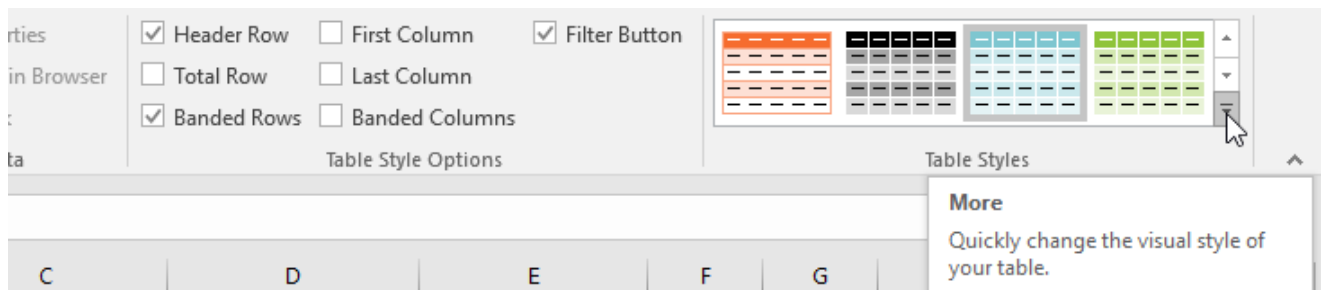 rties
in Browser
ta
Header Row First Column Filter Button
Total Row Last Column
Banded Rows Banded Columns
Table Style Options
Table Styles
More
Quickly change the visual style of
your table.
C D E F G